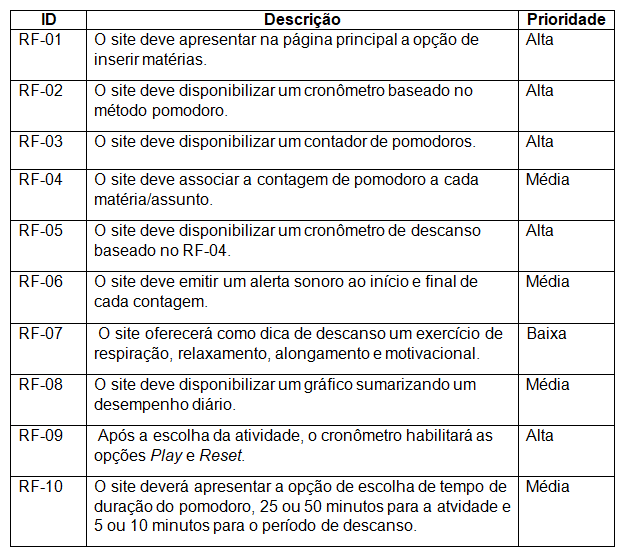 ID Descrição Prioridade
RF-01 O site deve apresentar na página principal a opção de Alta
inserir matérias.
RF-02 O site deve disponibilizar um cronômetro baseado no Alta
método pomodoro.
RF-03 O site deve disponibilizar um contador de pomodoros. Alta
RF-04 O site deve associar a contagem de pomodoro a cada Média
matéria/assunto.
RF-05 O site deve disponibilizar um cronômetro de descanso Alta
baseado no RF-04.
RF-06 O site deve emitir um alerta sonoro ao início e final de Média
cada contagem.
RF-07 O site oferecerá como dica de descanso um exercício de Baixa
respiração, relaxamento, alongamento e motivacional.
RF-08 O site deve disponibilizar um gráfico sumarizando um Média
desempenho diário.
RF-09 Após a escolha da atividade, o cronômetro habilitará as Alta
opções Play e Reset.
RF-10 O site deverá apresentar a opção de escolha de tempo de Média
duração do pomodoro, 25 ou 50 minutos para a atvidade e
5 ou 10 minutos para o período de descanso.